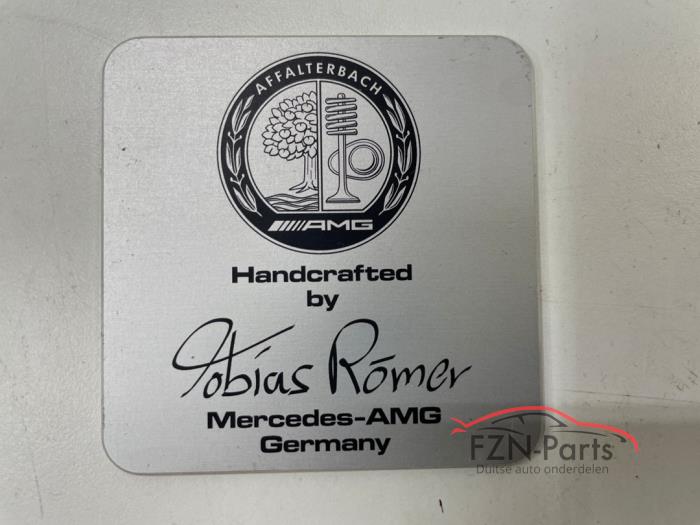 AFFALTERBACH
AMG
Handcrafted
by
Tobias Römer
Mercedes-AMG
Germany
FZN-Parts
Duitse auto onderdelen